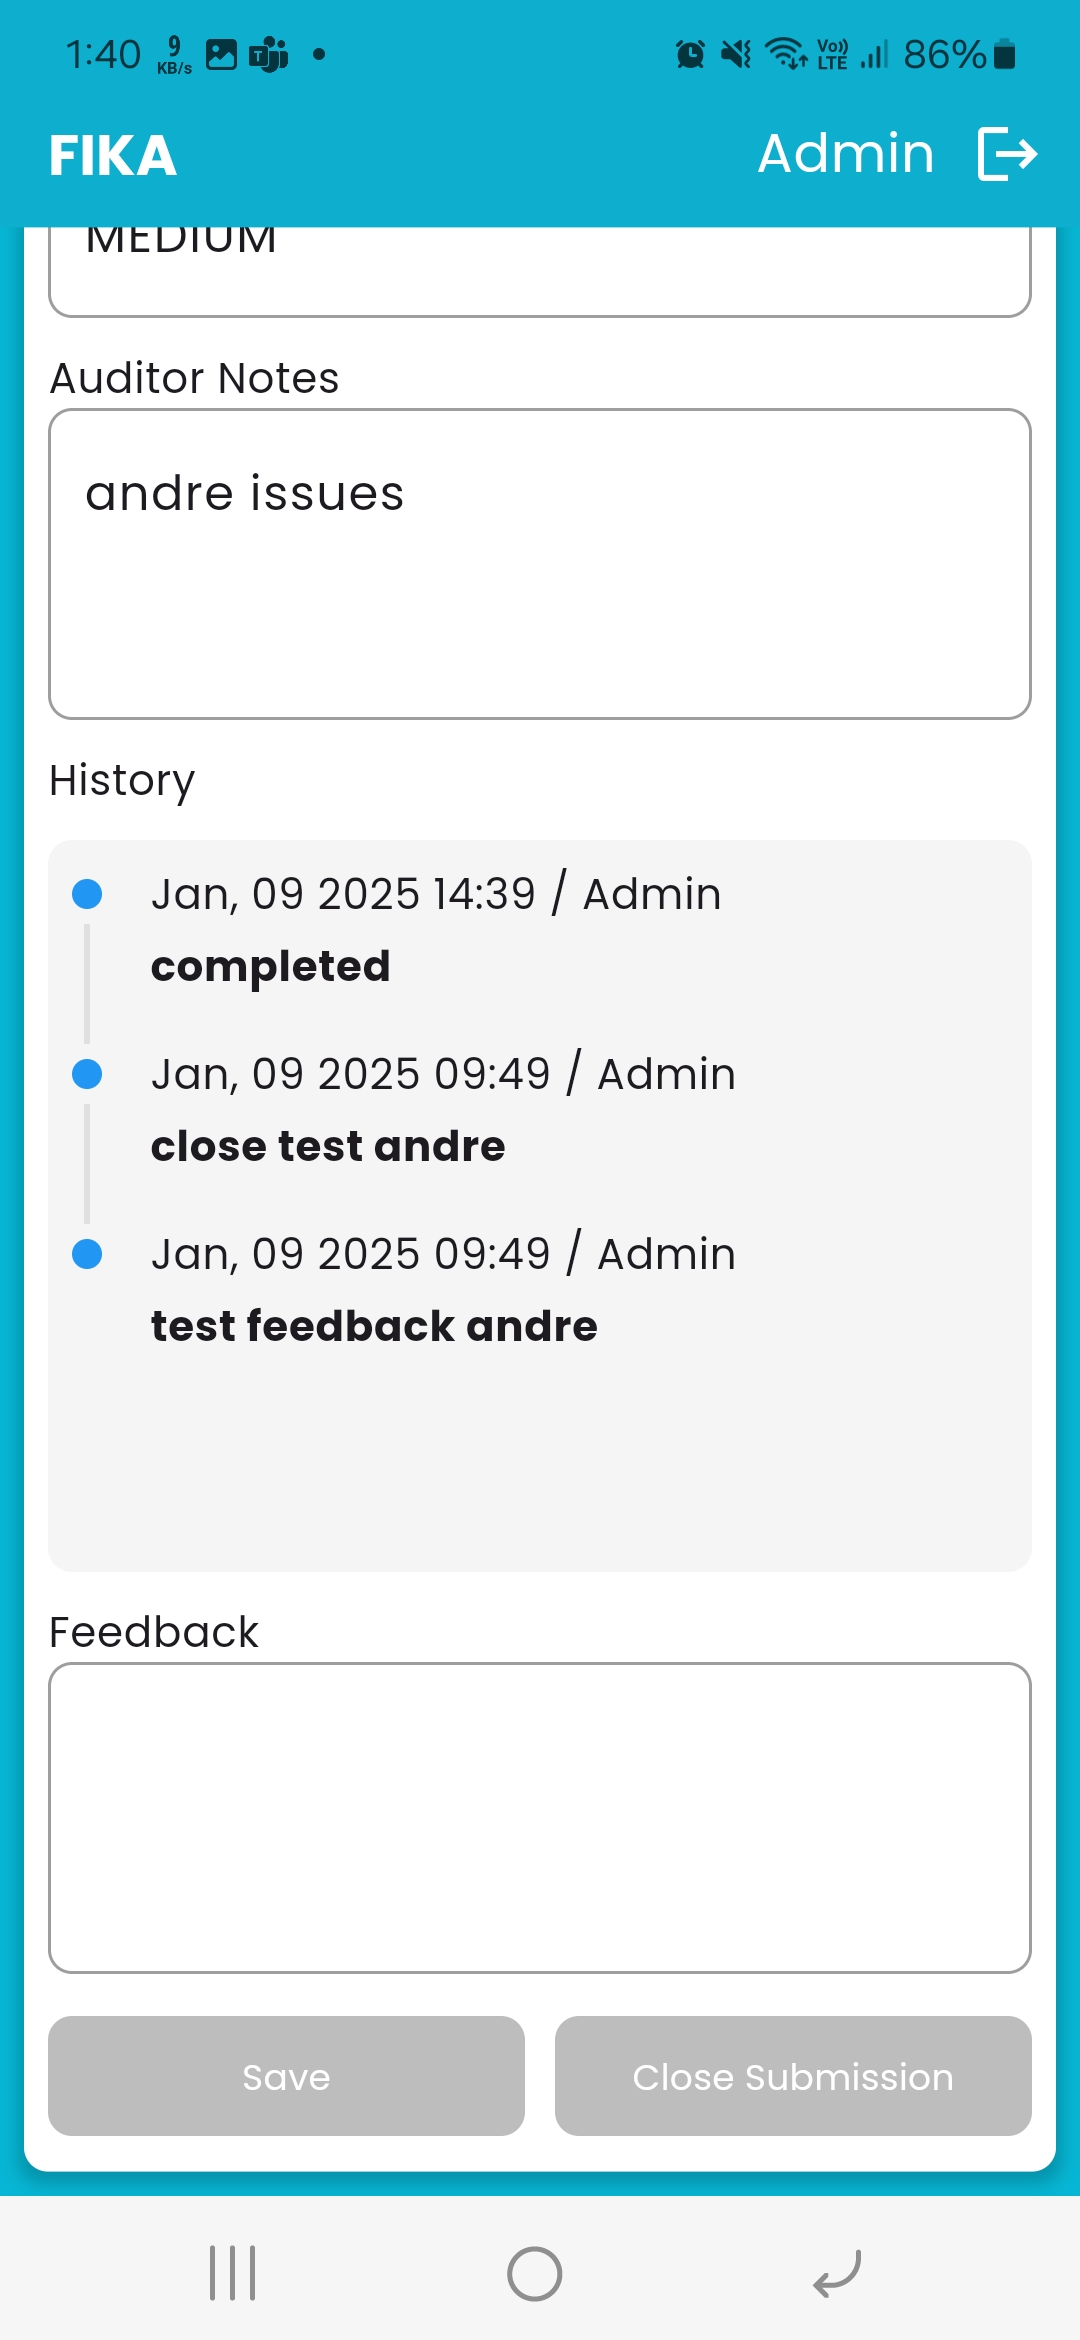 1:40 9 KB/s Vo)) LTE 86%
FIKA Admin
MEDIUM
Auditor Notes
andre issues
History
Jan, 09 2025 14:39 / Admin
completed
Jan, 09 2025 09:49 / Admin
close test andre
Jan, 09 2025 09:49 / Admin
test feedback andre
Feedback
Save Close Submission